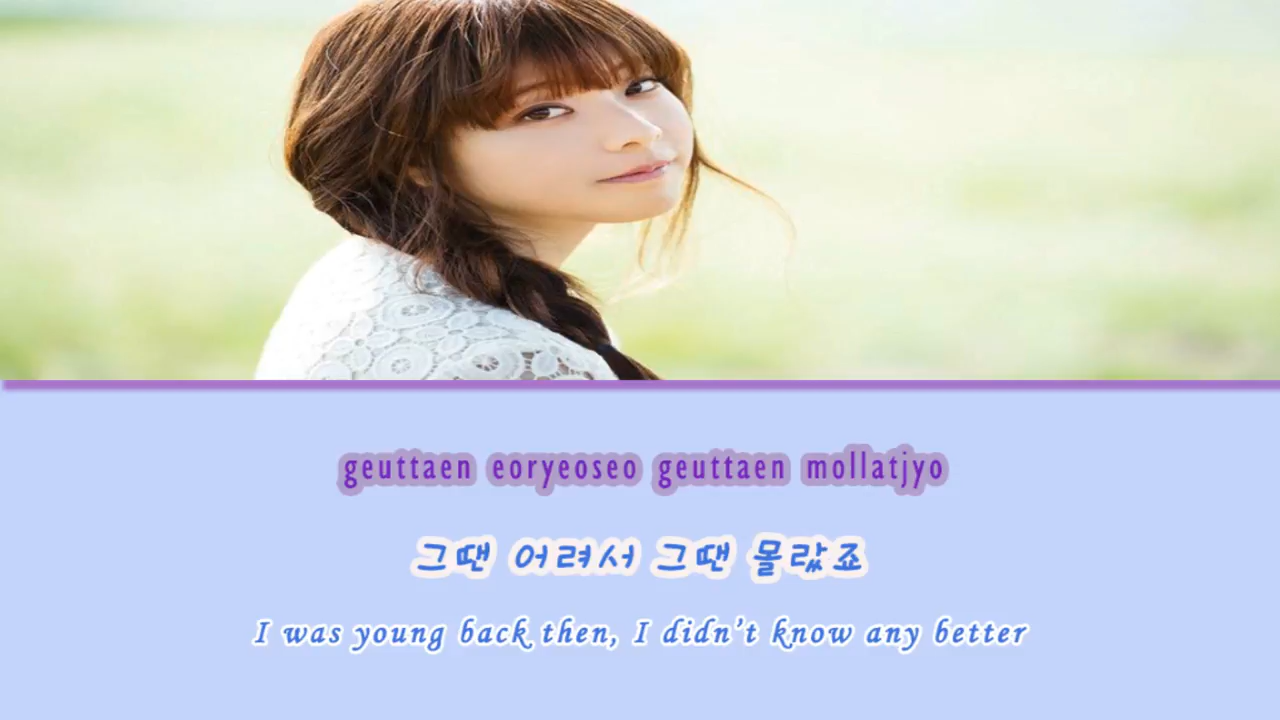 geuttaen eoryeoseo geuttaen mollatjyo
그땐 어려서 그땐 몰랐죠
I was young back then, I didn't know any better